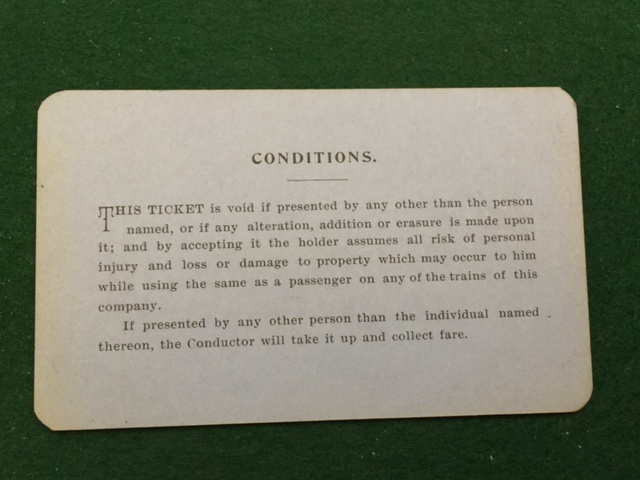 CONDITIONS.
THIS TICKET is void if presented by any other than the person
named, or if any alteration, addition or erasure is made upon
it; and by accepting it the holder assumes all risk of personal
injury and loss or damage to property which may occur to him
while using the same as a passenger on any of the trains of this
company.
If presented by any other person than the individual named
thereon, the Conductor will take it up and collect fare.